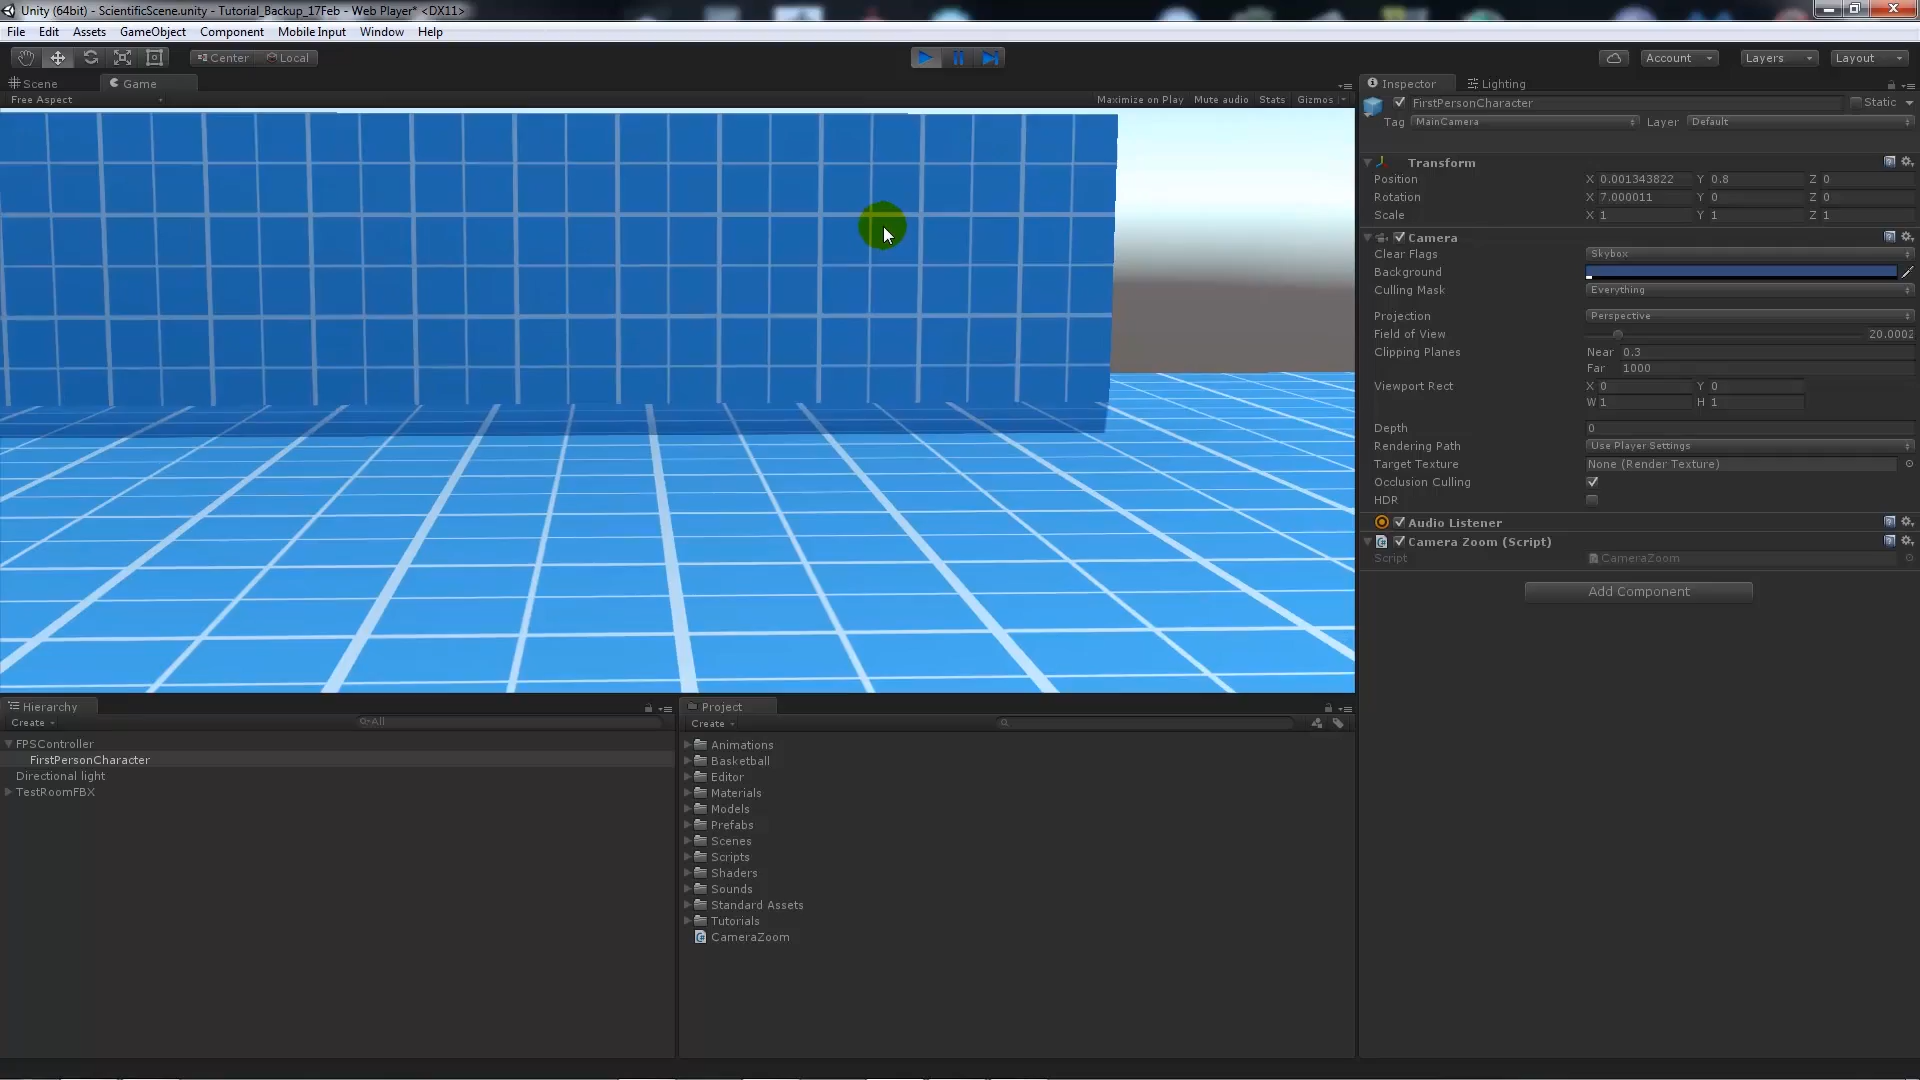 Unity (64bit) - ScientificScene.unity - Tutorial_Backup_17Feb - Web Player* <DX11>
File Edit Assets GameObject Component Mobile Input Window Help
Center Local Account Layers Layout
Scene Game
Free Aspect Maximize on Play Mute audio Stats Gizmos
Inspector Lighting
FirstPersonCharacter Static
Tag MainCamera Layer Default
Transform
Position X 0.001343822 Y 0.8 Z 0
Rotation X 7.000011 Y 0 Z 0
Scale X 1 Y 1 Z 1
Camera
Clear Flags Skybox
Background
Culling Mask Everything
Projection Perspective
Field of View 20.0002
Clipping Planes Near 0.3
Far 1000
Viewport Rect X 0 Y 0
W 1 H 1
Depth 0
Rendering Path Use Player Settings
Target Texture None (Render Texture)
Occlusion Culling
HDR
Audio Listener
Camera Zoom (Script)
Script CameraZoom
Add Component
Hierarchy
Create All
FPSController
FirstPersonCharacter
Directional light
TestRoomFBX
Project
Create
Animations
Basketball
Editor
Materials
Models
Prefabs
Scenes
Scripts
Shaders
Sounds
Standard Assets
Tutorials
CameraZoom